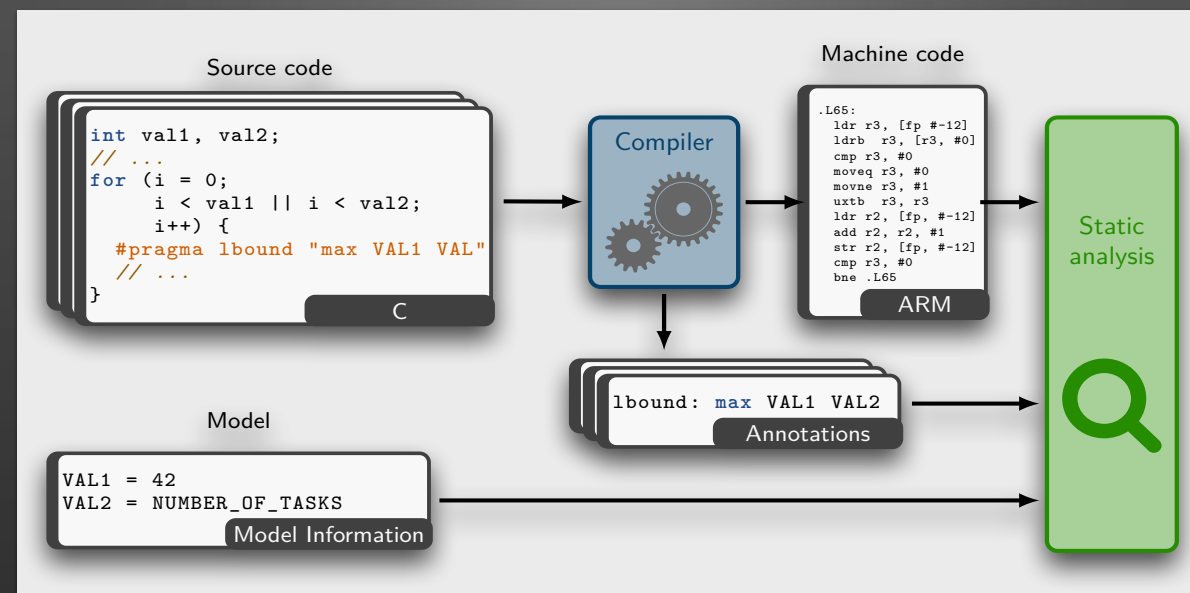 Source code
int val1, val2;
// ...
for (i = 0;
i < val1 || i < val2;
i++) {
#pragma lbound "max VAL1 VAL"
// ...
}
C
Compiler
Machine code
.L65:
ldr r3, [fp #-12]
ldrb r3, [r3, #0]
cmp r3, #0
moveq r3, #0
movne r3, #1
uxtb r3, r3
ldr r2, [fp, #-12]
add r2, r2, #1
str r2, [fp, #-12]
cmp r3, #0
bne .L65
ARM
Static
analysis
lbound: max VAL1 VAL2
Annotations
Model
VAL1 = 42
VAL2 = NUMBER_OF_TASKS
Model Information